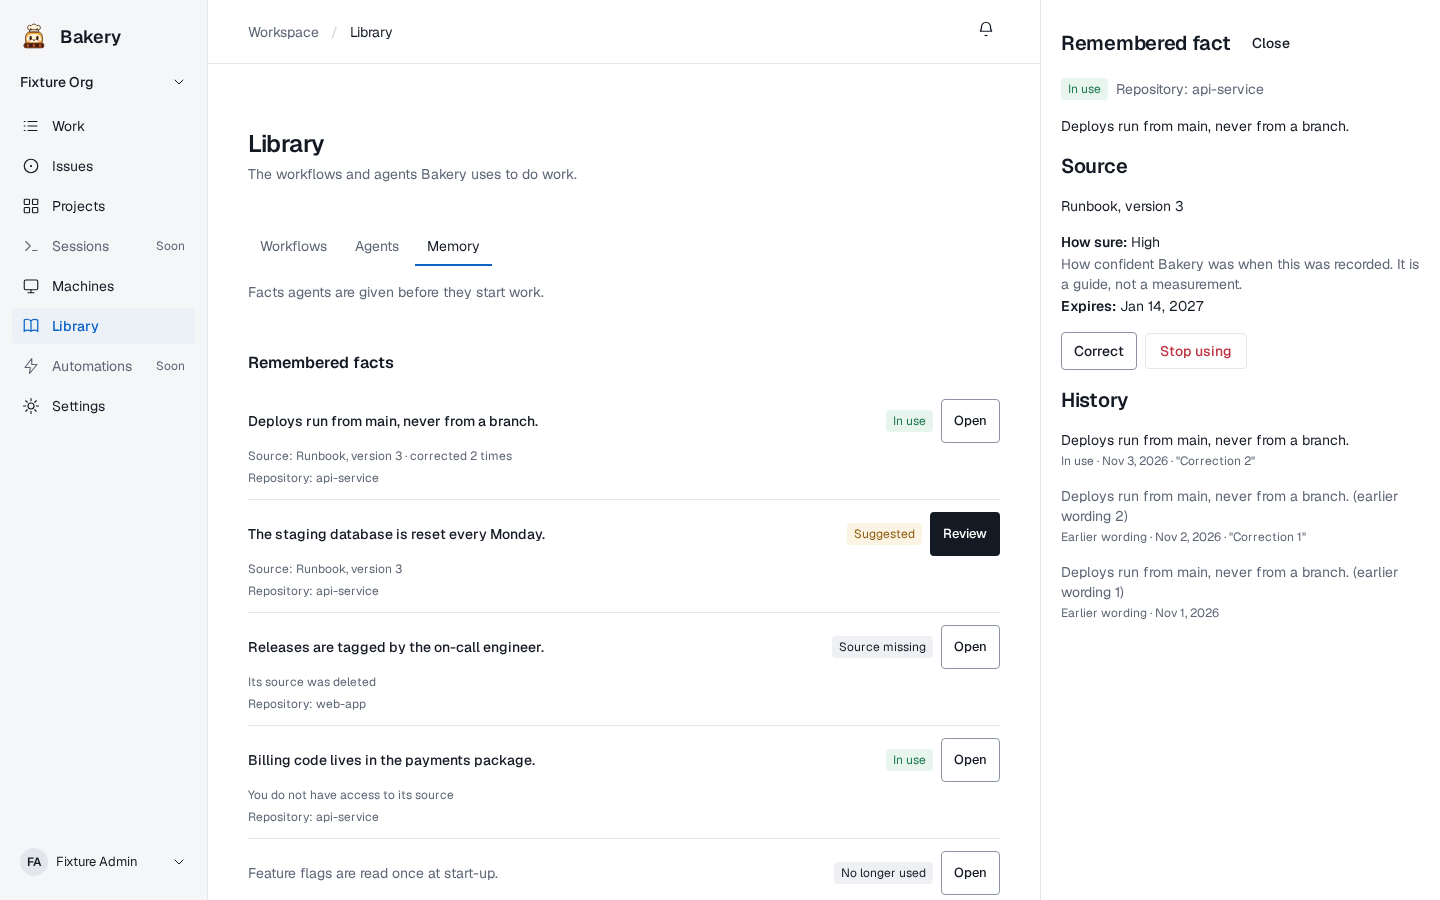 Bakery
Fixture Org
Work
Issues
Projects
Sessions Soon
Machines
Library
Automations Soon
Settings
FA Fixture Admin
Workspace / Library
Library
The workflows and agents Bakery uses to do work.
Workflows Agents Memory
Facts agents are given before they start work.
Remembered facts
Deploys run from main, never from a branch. In use Open
Source: Runbook, version 3 · corrected 2 times
Repository: api-service
The staging database is reset every Monday. Suggested Review
Source: Runbook, version 3
Repository: api-service
Releases are tagged by the on-call engineer. Source missing Open
Its source was deleted
Repository: web-app
Billing code lives in the payments package. In use Open
You do not have access to its source
Repository: api-service
Feature flags are read once at start-up. No longer used Open
Remembered fact Close
In use Repository: api-service
Deploys run from main, never from a branch.
Source
Runbook, version 3
How sure: High
How confident Bakery was when this was recorded. It is
a guide, not a measurement.
Expires: Jan 14, 2027
Correct Stop using
History
Deploys run from main, never from a branch.
In use · Nov 3, 2026 · "Correction 2"
Deploys run from main, never from a branch. (earlier
wording 2)
Earlier wording · Nov 2, 2026 · "Correction 1"
Deploys run from main, never from a branch. (earlier
wording 1)
Earlier wording · Nov 1, 2026